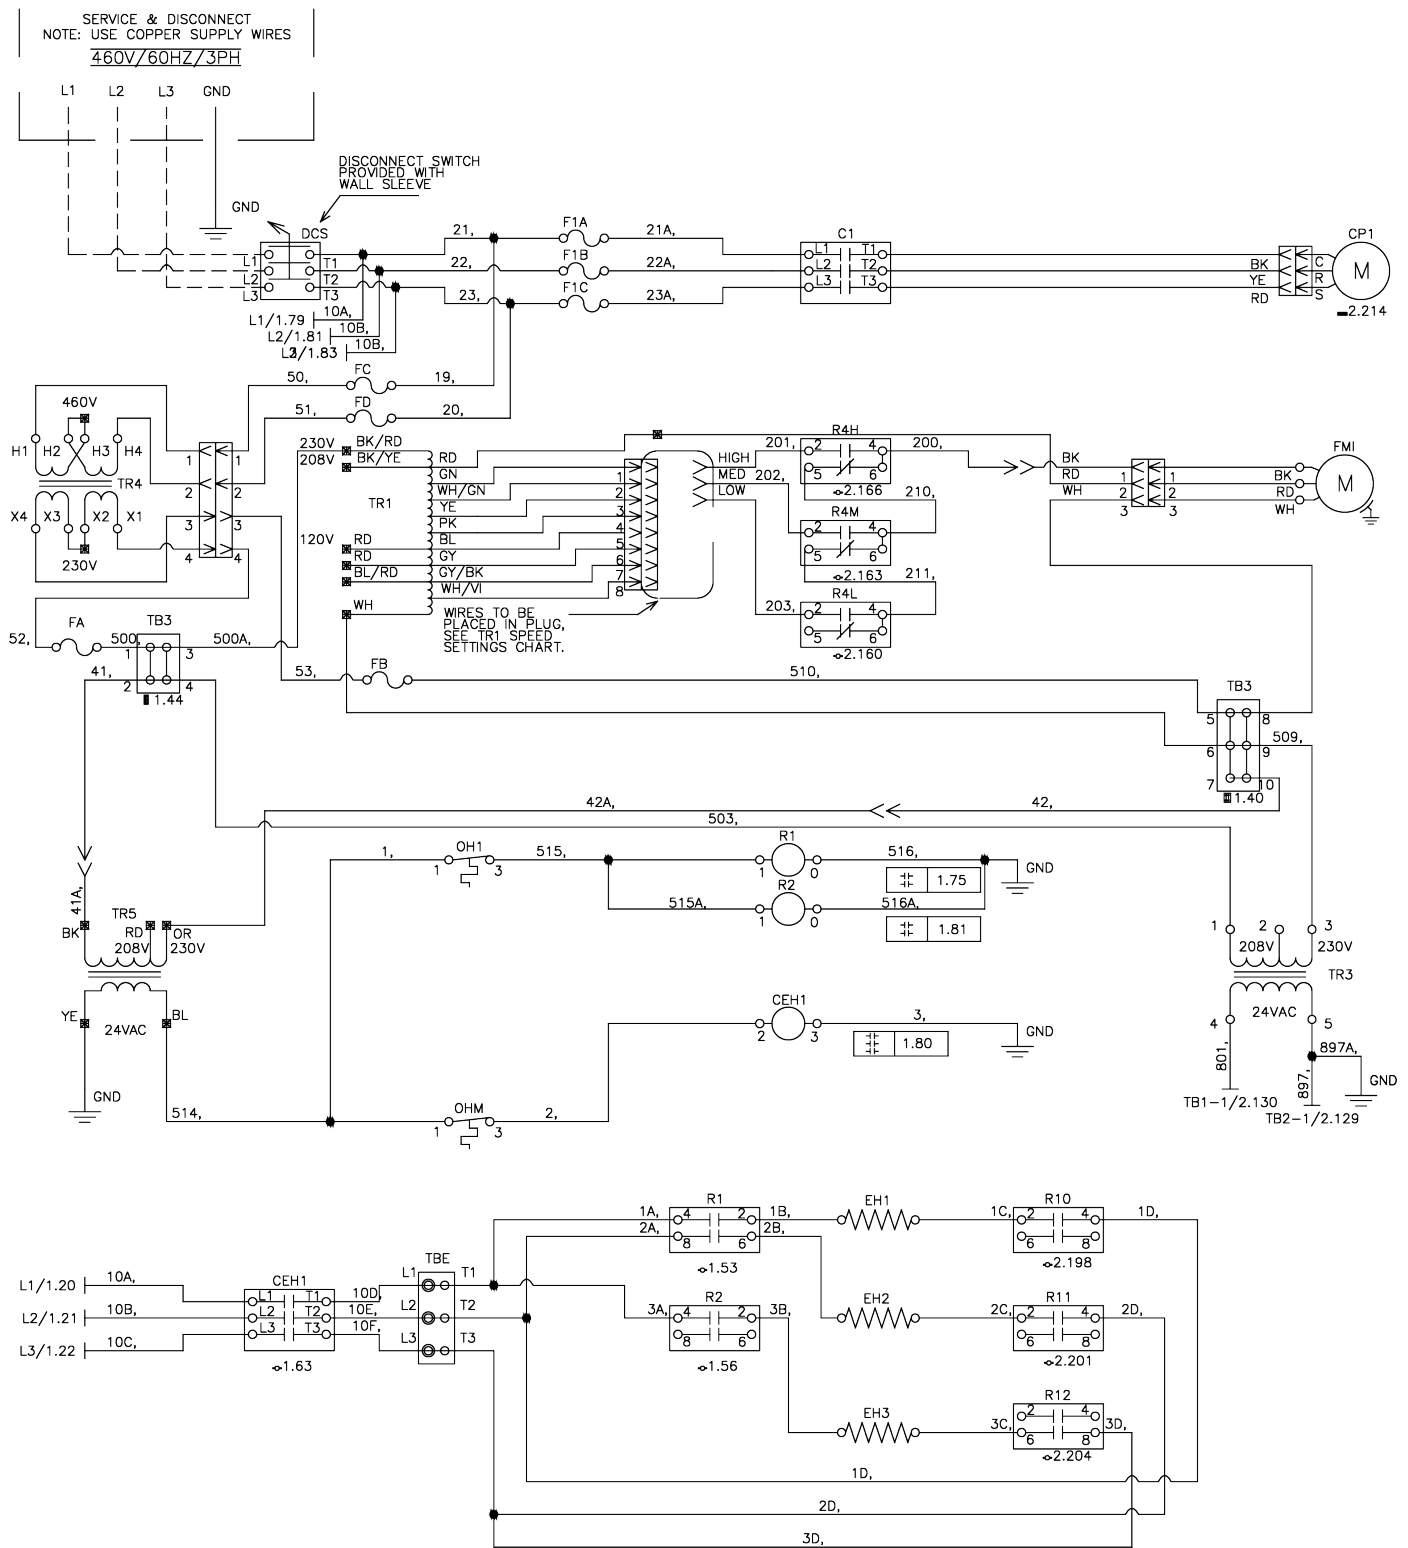 SERVICE & DISCONNECT
NOTE: USE COPPER SUPPLY WIRES
460V/60HZ/3PH
L1 L2 L3 GND
DISCONNECT SWITCH
PROVIDED WITH
WALL SLEEVE
GND
DCS
L1 T1
L2 T2
L3 T3
21, F1A 21A,
22, F1B 22A,
23, F1C 23A,
C1
L1 T1
L2 T2
L3 T3
CP1
BK C
YE R
RD S
M
2.214
L1/1.79 10A,
L2/1.81 10B,
/1.83 10B,
50, FC 19,
51, FD 20,
460V
H1 H2 H3 H4
TR4
X4 X3 X2 X1
230V
1 1
2 2
3 3
4 4
230V BK/RD
208V BK/YE
TR1
120V RD
RD
BL/RD
WH
RD
GN
WH/GN
YE
PK
BL
GY
GY/BK
WH/VI
1
2
3
4
5
6
7
8
WIRES TO BE
PLACED IN PLUG,
SEE TR1 SPEED
SETTINGS CHART.
HIGH 201,
MED 202,
LOW
203,
R4H
2 4
5 6
2.166
200,
210,
R4M
2 4
5 6
2.163
211,
R4L
2 4
5 6
2.160
BK
RD
WH
1 1
2 2
3 3
FMI
BK
RD
WH
M
52, FA 500, TB3 500A,
1 3
41, 2 4
1.44
53, FB 510,
TB3
5 8
6 9
7 10
1.40
509,
42A, 42,
503,
1, OH1 515,
1 3
R1
1 0
516,
GND
1.75
515A, R2 516A,
1 0
1.81
41A,
TR5
BK RD OR
208V 230V
YE BL
24VAC
GND
514,
CEH1
2 3
3,
GND
1.80
OHM
1 3
2,
1 2 3
208V 230V
TR3
24VAC
4 5
801,
897,
897A,
GND
TB1-1/2.130
TB2-1/2.129
L1/1.20 10A,
L2/1.21 10B,
L3/1.22 10C,
CEH1
L1 T1
L2 T2
L3 T3
1.63
10D,
10E,
10F,
TBE
L1 T1
L2 T2
L3 T3
1A, R1 1B,
4 2
2A, 2B,
8 6
1.53
3A, R2 3B,
4 2
8 6
1.56
EH1
EH2
EH3
1C, R10 1D,
2 4
6 8
2.198
2C, R11 2D,
2 4
6 8
2.201
R12
2 4
3C, 3D,
6 8
2.204
1D,
2D,
3D,